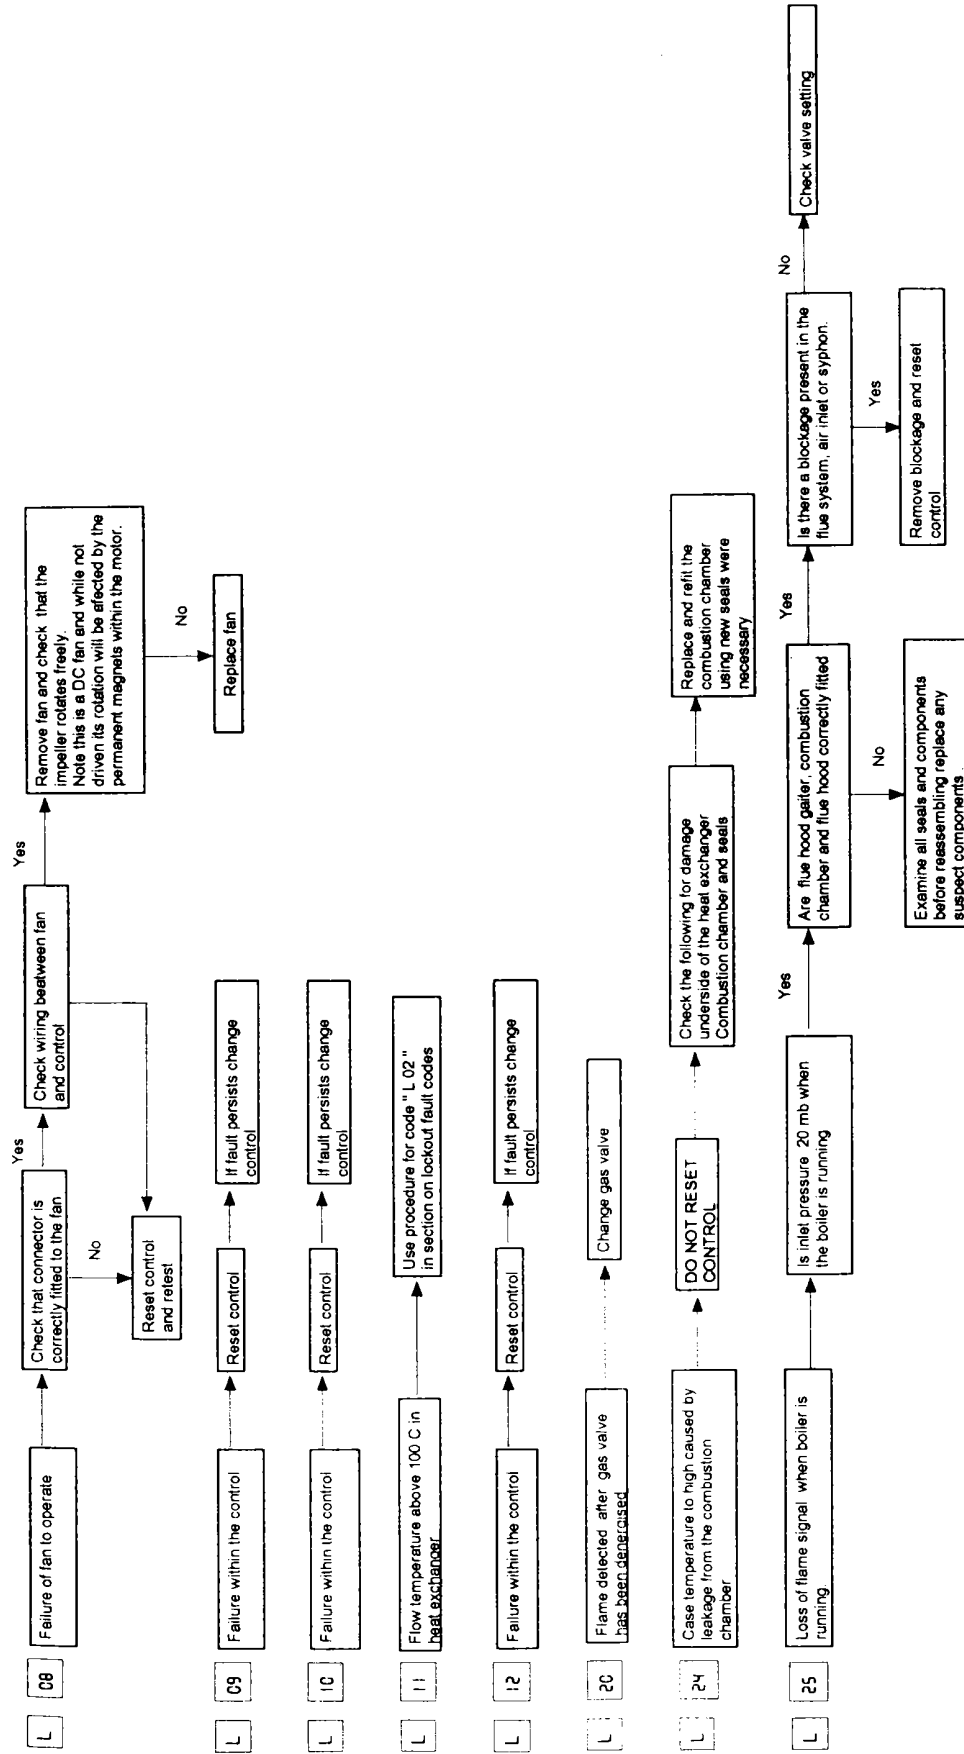 L 08
Failure of fan to operate
Check that connector is
correctly fitted to the fan
Yes
No
Reset control
and retest
Check wiring beatween fan
and control
Yes
Remove fan and check that the
impeller rotates freely.
Note this is a DC fan and while not
driven its rotation will be afected by the
permanent magnets within the motor.
No
Replace fan
L 09
Failure within the control
Reset control
If fault persists change
control
L 10
Failure within the control
Reset control
If fault persists change
control
L 11
Flow temperature above 100 C in
heat exchanger
Use procedure for code " L 02 "
in section on lockout fault codes
L 12
Failure within the control
Reset control
If fault persists change
control
L 20
Flame detected after gas valve
has been denergised
Change gas valve
L 24
Case temperature to high caused by
leakage from the combustion
chamber
DO NOT RESET
CONTROL
Check the following for damage
underside of the heat exchanger
Combustion chamber and seals
Replace and refit the
combustion chamber
using new seals were
necessary
L 25
Loss of flame signal when boiler is
running.
Is inlet pressure 20 mb when
the boiler is running
Yes
Are flue hood gaiter, combustion
chamber and flue hood correctly fitted
No
Examine all seals and components
before reassembling replace any
suspect components
Yes
Is there a blockage present in the
flue system, air inlet or syphon.
Yes
Remove blockage and reset
control
No
Check valve setting